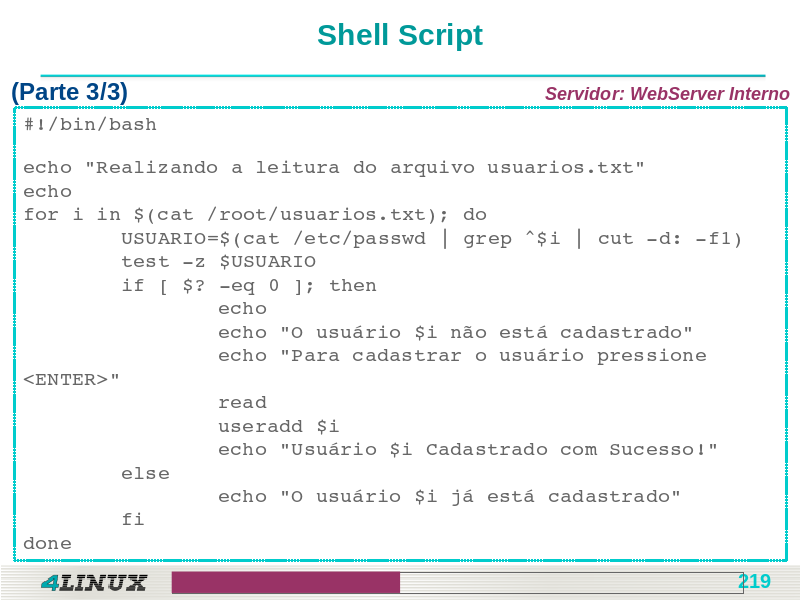 Shell Script
(Parte 3/3)
Servidor: WebServer Interno
#!/bin/bash
echo "Realizando a leitura do arquivo usuarios.txt"
echo
for i in $(cat /root/usuarios.txt); do
USUARIO=$(cat /etc/passwd | grep ^$i | cut -d: -f1)
test -z $USUARIO
if [ $? -eq 0 ]; then
echo
echo "O usuário $i não está cadastrado"
echo "Para cadastrar o usuário pressione
<ENTER>"
read
useradd $i
echo "Usuário $i Cadastrado com Sucesso!"
else
echo "O usuário $i já está cadastrado"
fi
done
4LINUX
219